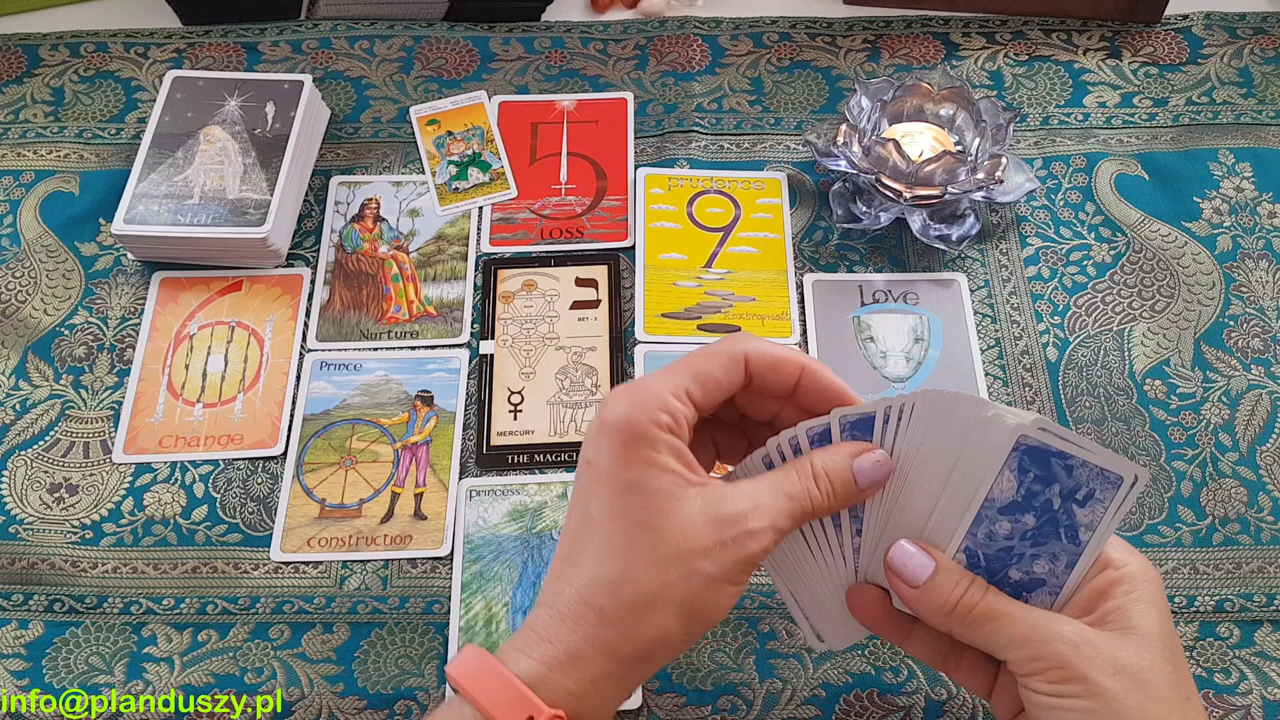 Star
5
LOSS
prudence
9
Nurture
Love
6
Change
ב
BET - 2
MERCURY
THE MAGICI
Prince
construction
Princess
info@planduszy.pl